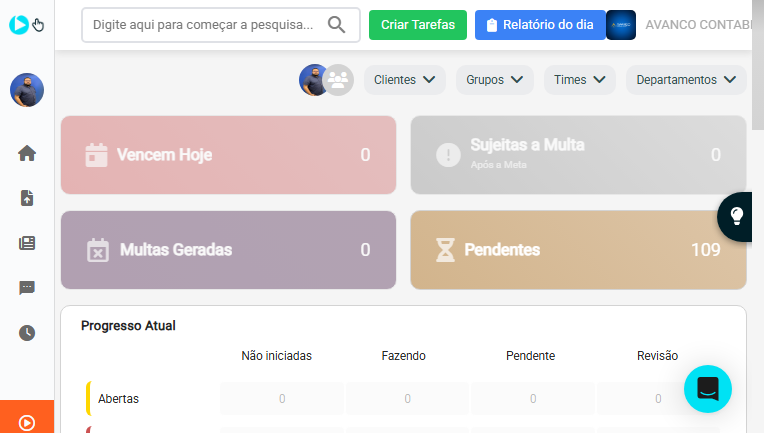 Digite aqui para começar a pesquisa...
Criar Tarefas
Relatório do dia
AVANCO CONTABI
Clientes
Grupos
Times
Departamentos
Vencem Hoje
0
Sujeitas a Multa
Após a Meta
0
Multas Geradas
0
Pendentes
109
Progresso Atual
Não iniciadas
Fazendo
Pendente
Revisão
Abertas
0
0
0
0